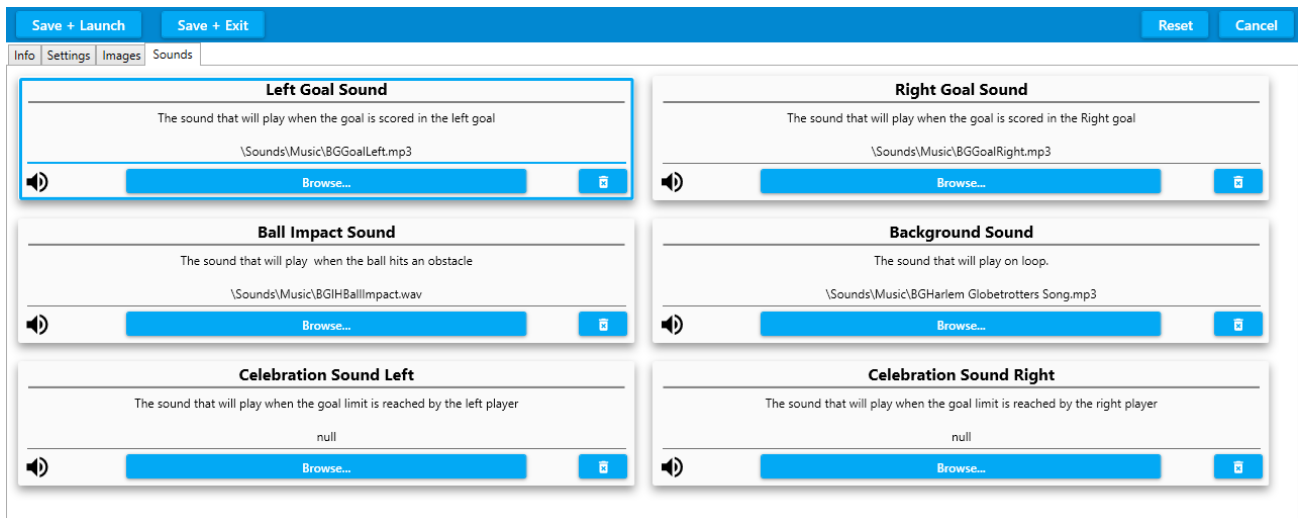 Save + Launch Save + Exit Reset Cancel
Info Settings Images Sounds
Left Goal Sound
The sound that will play when the goal is scored in the left goal
\Sounds\Music\BGGoalLeft.mp3
Browse...
Right Goal Sound
The sound that will play when the goal is scored in the Right goal
\Sounds\Music\BGGoalRight.mp3
Browse...
Ball Impact Sound
The sound that will play  when the ball hits an obstacle
\Sounds\Music\BGIHBallImpact.wav
Browse...
Background Sound
The sound that will play on loop.
\Sounds\Music\BGHarlem Globetrotters Song.mp3
Browse...
Celebration Sound Left
The sound that will play when the goal limit is reached by the left player
null
Browse...
Celebration Sound Right
The sound that will play when the goal limit is reached by the right player
null
Browse...